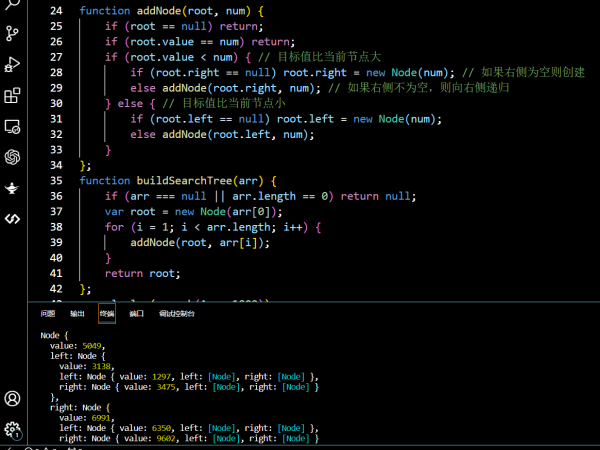 24 function addNode(root, num) {
25 if (root == null) return;
26 if (root.value == num) return;
27 if (root.value < num) { // 目标值比当前节点大
28 if (root.right == null) root.right = new Node(num); // 如果右侧为空则创建
29 else addNode(root.right, num); // 如果右侧不为空，则向右侧递归
30 } else { // 目标值比当前节点小
31 if (root.left == null) root.left = new Node(num);
32 else addNode(root.left, num);
33 }
34 };
35 function buildSearchTree(arr) {
36 if (arr === null || arr.length == 0) return null;
37 var root = new Node(arr[0]);
38 for (i = 1; i < arr.length; i++) {
39 addNode(root, arr[i]);
40 }
41 return root;
42 };
问题 输出 终端 端口 调试控制台
Node {
value: 5049,
left: Node {
value: 3138,
left: Node { value: 1297, left: [Node], right: [Node] },
right: Node { value: 3475, left: [Node], right: [Node] }
},
right: Node {
value: 6991,
left: Node { value: 6350, left: [Node], right: [Node] },
right: Node { value: 9602, left: [Node], right: [Node] }
1